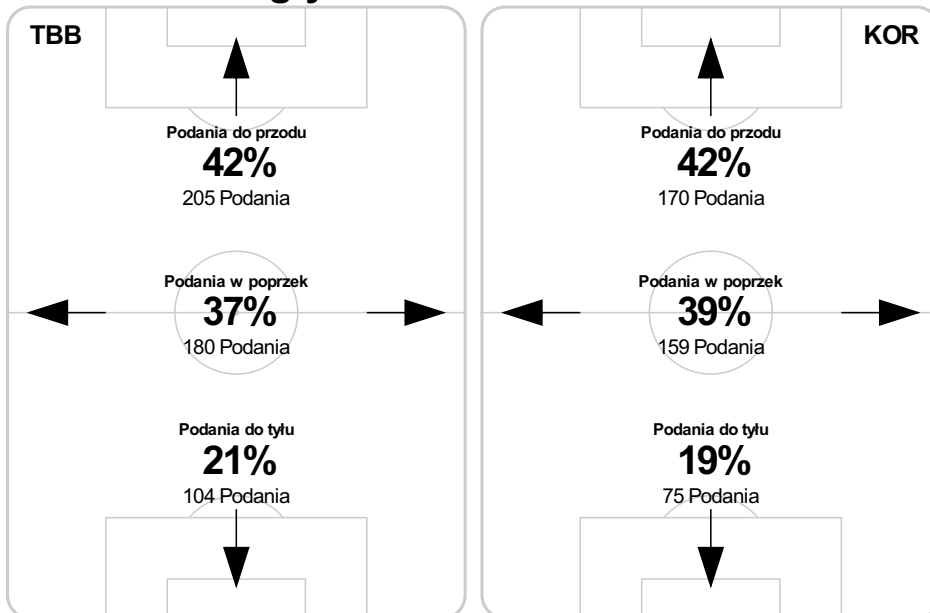 TBB
Podania do przodu
42%
205 Podania
Podania w poprzek
37%
180 Podania
Podania do tyłu
21%
104 Podania
KOR
Podania do przodu
42%
170 Podania
Podania w poprzek
39%
159 Podania
Podania do tyłu
19%
75 Podania